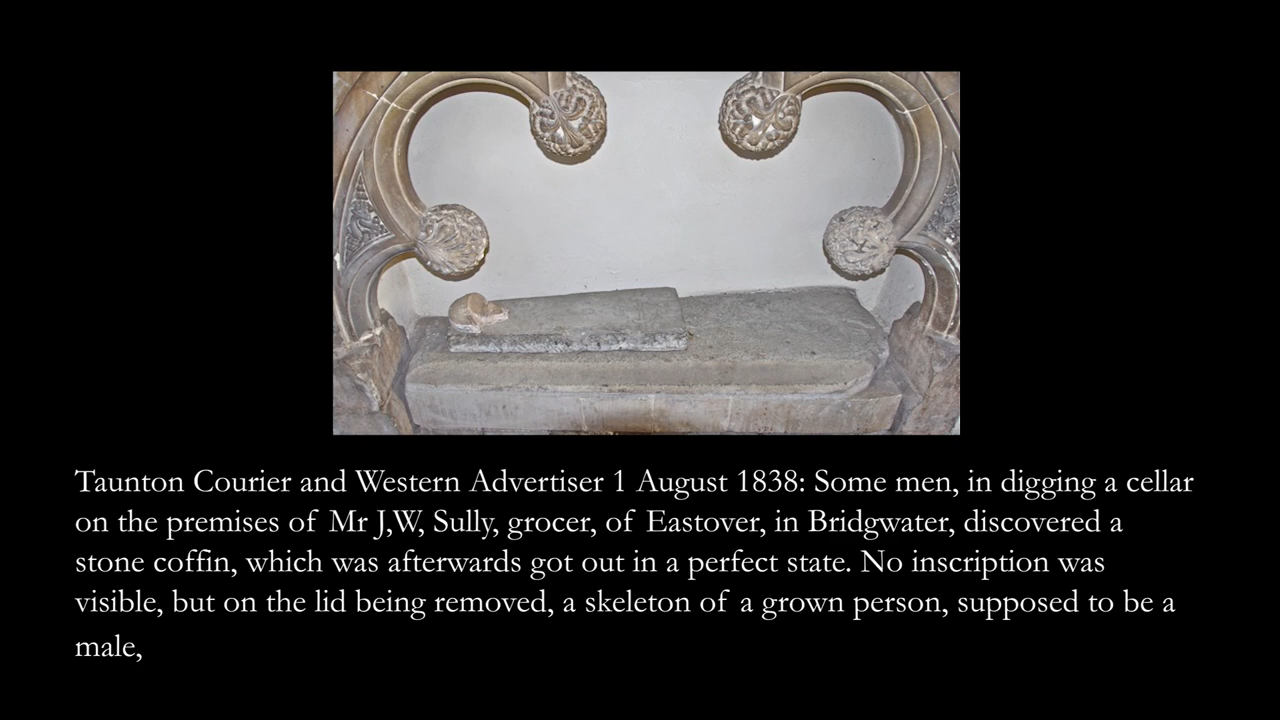 Taunton Courier and Western Advertiser 1 August 1838: Some men, in digging a cellar
on the premises of Mr J,W, Sully, grocer, of Eastover, in Bridgwater, discovered a
stone coffin, which was afterwards got out in a perfect state. No inscription was
visible, but on the lid being removed, a skeleton of a grown person, supposed to be a
male,